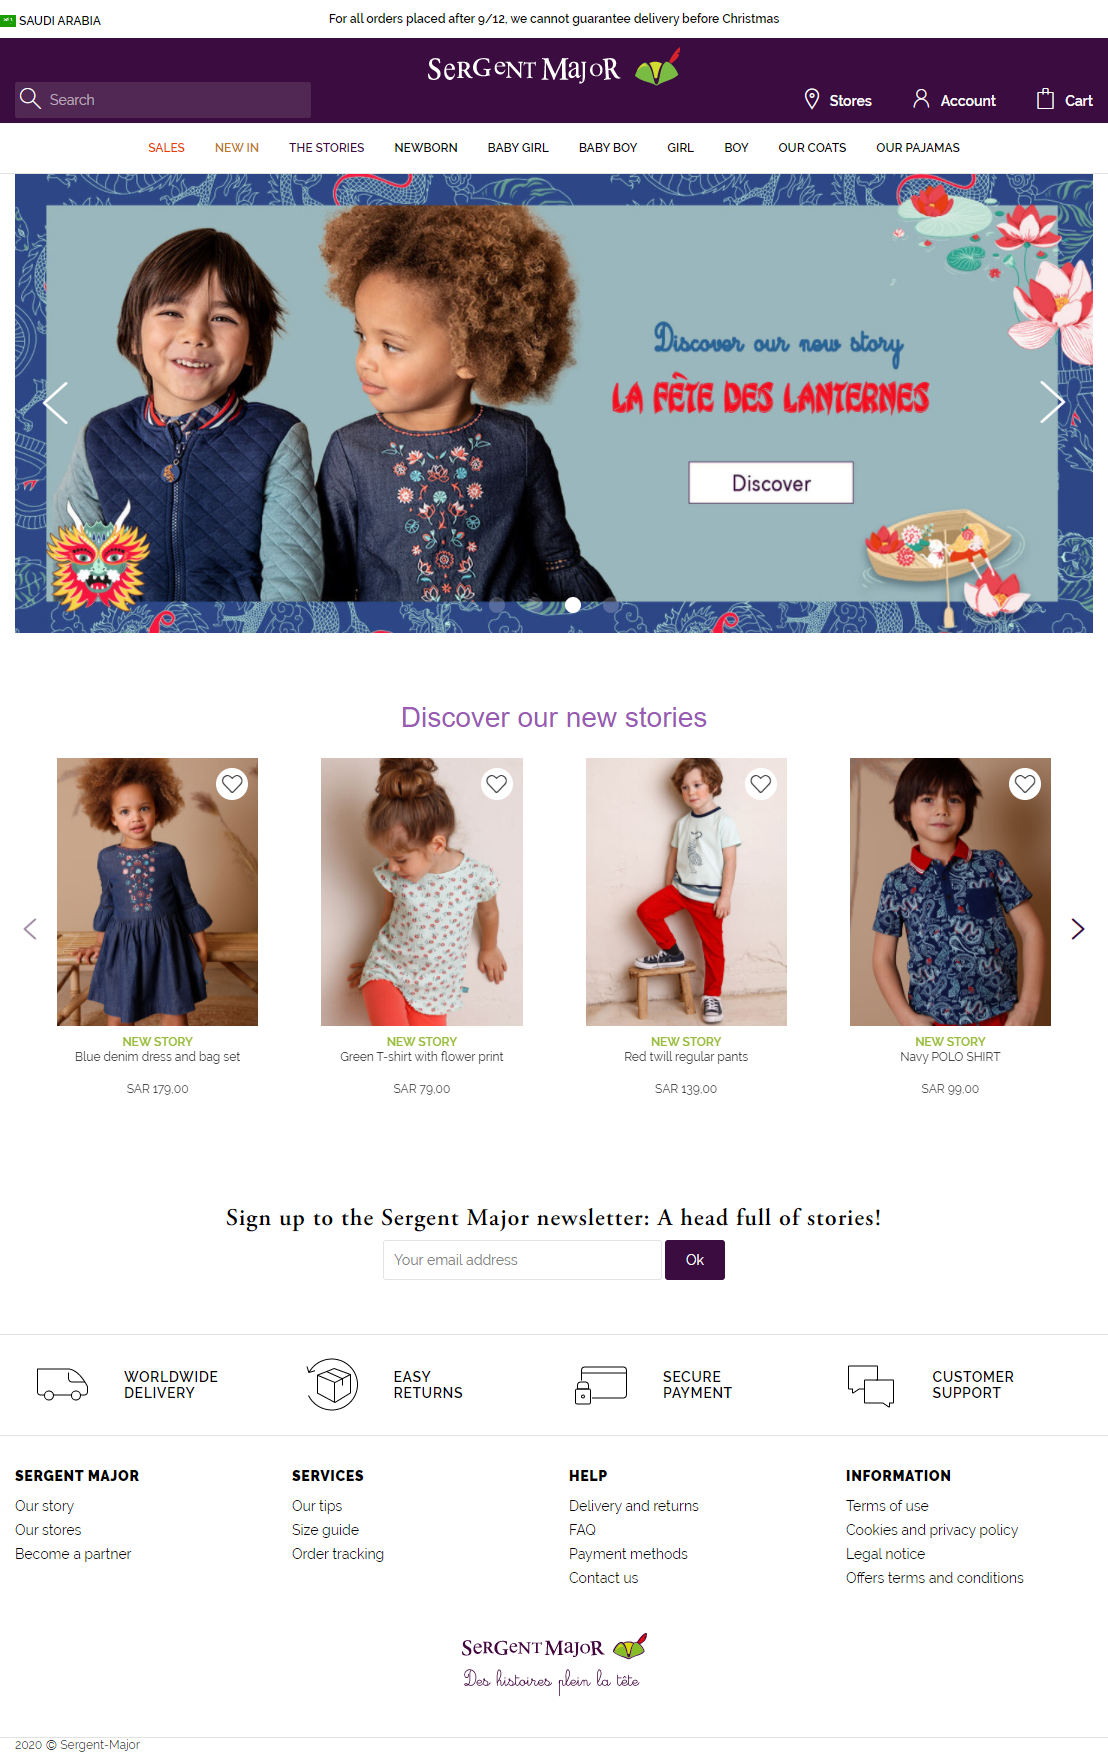 SAUDI ARABIA
For all orders placed after 9/12, we cannot guarantee delivery before Christmas
SerGeNT MajoR
Search
Stores
Account
Cart
SALES
NEW IN
THE STORIES
NEWBORN
BABY GIRL
BABY BOY
GIRL
BOY
OUR COATS
OUR PAJAMAS
Discover our new story
LA FÊTE DES LANTERNES
Discover
Discover our new stories
NEW STORY
Blue denim dress and bag set
SAR 179,00
NEW STORY
Green T-shirt with flower print
SAR 79,00
NEW STORY
Red twill regular pants
SAR 139,00
NEW STORY
Navy POLO SHIRT
SAR 99,00
Sign up to the Sergent Major newsletter: A head full of stories!
Your email address
Ok
WORLDWIDE
DELIVERY
EASY
RETURNS
SECURE
PAYMENT
CUSTOMER
SUPPORT
SERGENT MAJOR
Our story
Our stores
Become a partner
SERVICES
Our tips
Size guide
Order tracking
HELP
Delivery and returns
FAQ
Payment methods
Contact us
INFORMATION
Terms of use
Cookies and privacy policy
Legal notice
Offers terms and conditions
SerGeNT MajoR
Des histoires plein la tête
2020 © Sergent-Major